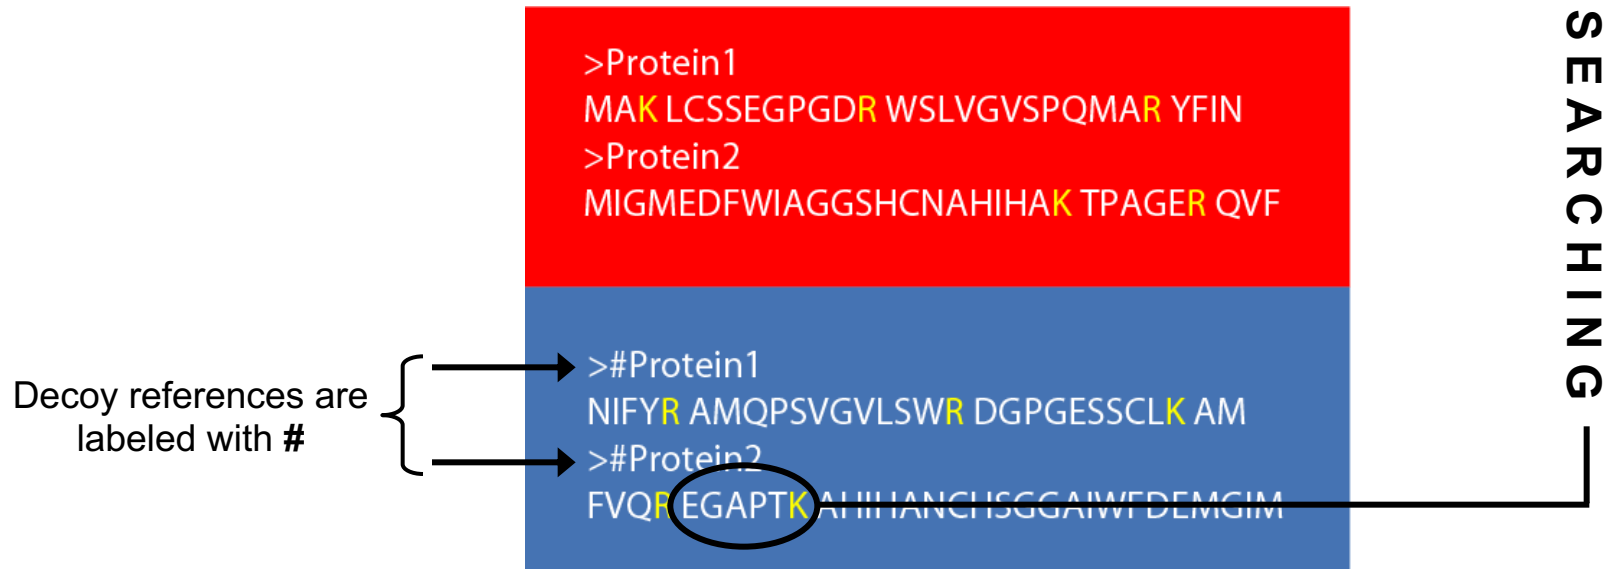 >Protein1
MAK LCSSEGPGDR WSLVGVSPQMAR YFIN
>Protein2
MIGMEDFWIAGGSHCNAHIHAK TPAGER QVF
>#Protein1
NIFYR AMQPSVGVLSWR DGPGESSCLK AM
>#Protein2
FVQR EGAPTK AHIHANCHSGGAIWFDEMGIM
Decoy references are
labeled with #
SEARCHING